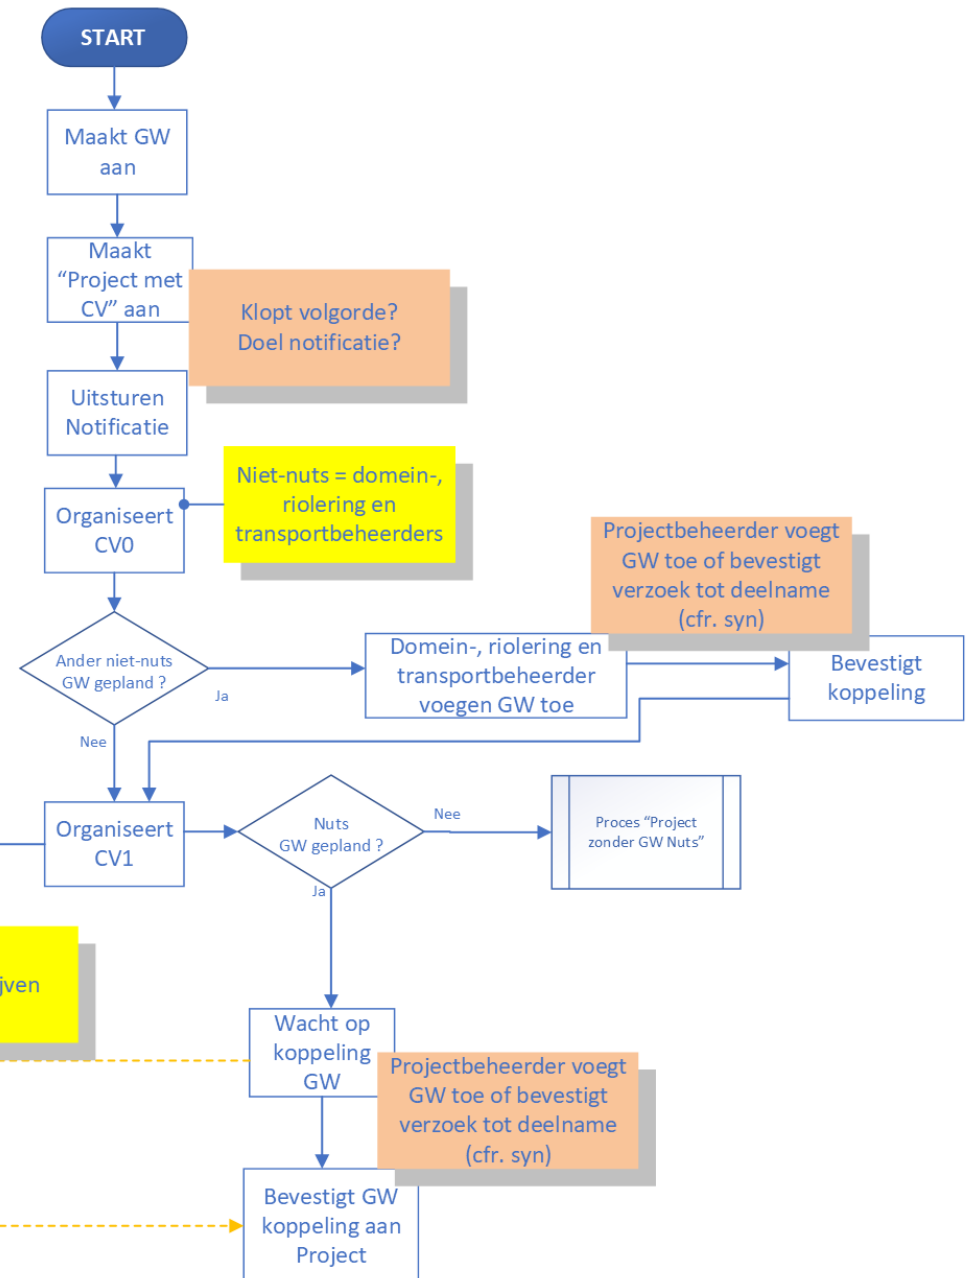 START
Maakt GW
aan
Maakt
“Project met
CV” aan
Klopt volgorde?
Doel notificatie?
Uitsturen
Notificatie
Niet-nuts = domein-,
riolering en
transportbeheerders
Organiseert
CV0
Projectbeheerder voegt
GW toe of bevestigt
verzoek tot deelname
(cfr. syn)
Ander niet-nuts
GW gepland ?
Ja
Domein-, riolering en
transportbeheerder
voegen GW toe
Bevestigt
koppeling
Nee
Organiseert
CV1
Nuts
GW gepland ?
Nee
Proces “Project
zonder GW Nuts”
Ja
jven
Wacht op
koppeling
GW
Projectbeheerder voegt
GW toe of bevestigt
verzoek tot deelname
(cfr. syn)
Bevestigt GW
koppeling aan
Project